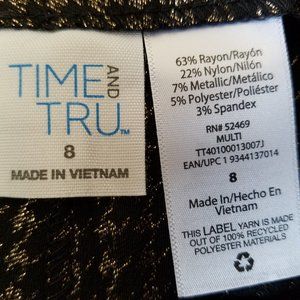 TIME AND
TRU™
8
MADE IN VIETNAM
63% Rayon/Rayón
22% Nylon/Nilón
7% Metallic/Metálico
5% Polyester/Poliéster
3% Spandex
RN# 52469
MULTI
TT40100013007J
EAN/UPC 1 9344137014
8
Made In/Hecho En
Vietnam
THIS LABEL YARN IS MADE
OUT OF 100% RECYCLED
POLYESTER MATERIALS